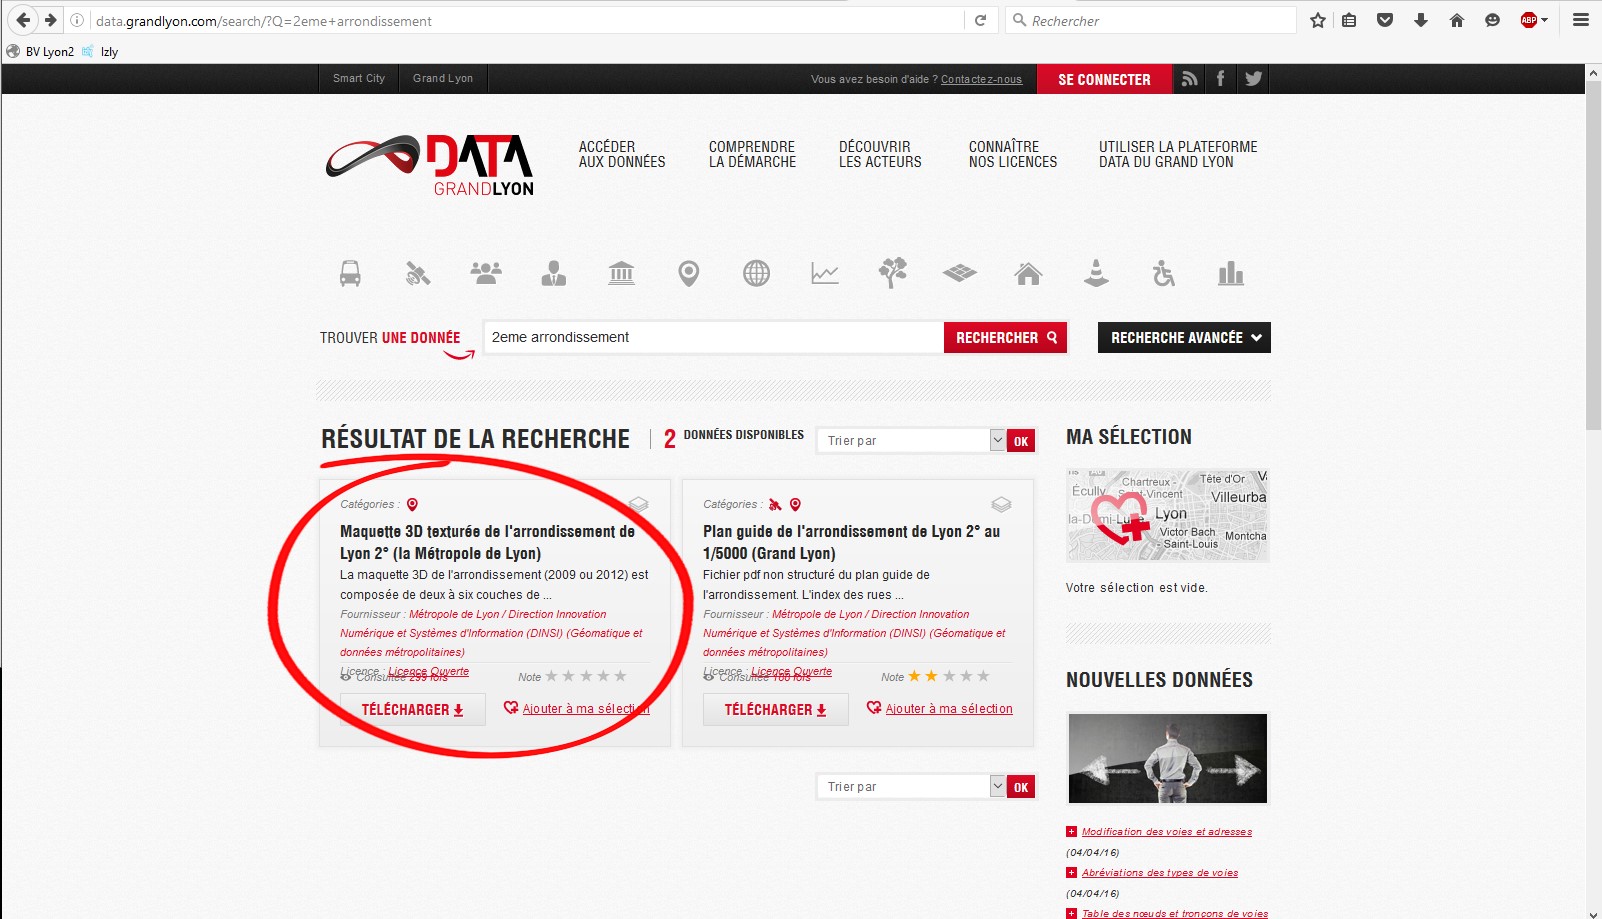 data.grandlyon.com/search/?Q=2eme+arrondissement
Rechercher
ABP
BV Lyon2
Izly
Smart City
Grand Lyon
Vous avez besoin d'aide ? Contactez-nous
SE CONNECTER
DATA
GRANDLYON
ACCÉDER
AUX DONNÉES
COMPRENDRE
LA DÉMARCHE
DÉCOUVRIR
LES ACTEURS
CONNAÎTRE
NOS LICENCES
UTILISER LA PLATEFORME
DATA DU GRAND LYON
TROUVER UNE DONNÉE
2eme arrondissement
RECHERCHER
RECHERCHE AVANCÉE
RÉSULTAT DE LA RECHERCHE
2 DONNÉES DISPONIBLES
Trier par
OK
Catégories :
Maquette 3D texturée de l'arrondissement de
Lyon 2° (la Métropole de Lyon)
La maquette 3D de l'arrondissement (2009 ou 2012) est
composée de deux à six couches de ...
Fournisseur : Métropole de Lyon / Direction Innovation
Numérique et Systèmes d'Information (DINSI) (Géomatique et
données métropolitaines)
Licence : Licence Ouverte
Consultée 299 fois
Note
TÉLÉCHARGER
Ajouter à ma sélection
Catégories :
Plan guide de l'arrondissement de Lyon 2° au
1/5000 (Grand Lyon)
Fichier pdf non structuré du plan guide de
l'arrondissement. L'index des rues ...
Fournisseur : Métropole de Lyon / Direction Innovation
Numérique et Systèmes d'Information (DINSI) (Géomatique et
données métropolitaines)
Licence : Licence Ouverte
Consultée 168 fois
Note
TÉLÉCHARGER
Ajouter à ma sélection
Trier par
OK
MA SÉLECTION
Tête d'Or
Chartreux -
Écully
Saint-Vincent
Villeurba
la-Demi-Lune
Lyon
Victor Bach
Montcha
- Saint-Louis
Votre sélection est vide.
NOUVELLES DONNÉES
Modification des voies et adresses
(04/04/16)
Abréviations des types de voies
(04/04/16)
Table des nœuds et tronçons de voies